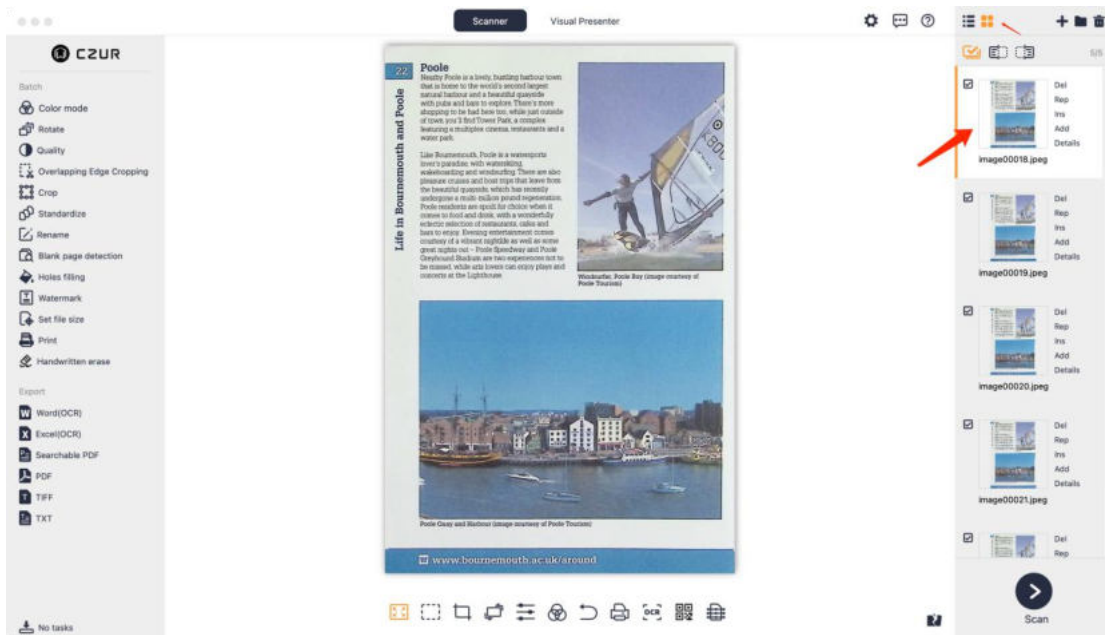 Scanner
Visual Presenter
CZUR
Batch
Color mode
Rotate
Quality
Overlapping Edge Cropping
Crop
Standardize
Rename
Blank page detection
Holes filling
Watermark
Set file size
Print
Handwritten erase
Export
Word(OCR)
Excel(OCR)
Searchable PDF
PDF
TIFF
TXT
No tasks
22
Life in Bournemouth and Poole
Poole
Nearby Poole is a lively, bustling harbour town
that is home to the world's second largest
natural harbour and a beautiful quayside
with pubs and bars to explore. There's more
shopping to be had here too, while just outside
of town you'll find Tower Park, a complex
featuring a multiplex cinema, restaurants and a
water park.
Like Bournemouth, Poole is a watersports
lover's paradise, with waterskiing,
wakeboarding and windsurfing. There are also
pleasure cruises and boat trips that leave from
the beautiful quayside, which has recently
undergone a multi-million pound regeneration.
Poole residents are spoilt for choice when it
comes to food and drink, with a wonderfully
eclectic selection of restaurants, cafes and
bars to enjoy. Evening entertainment comes
courtesy of a vibrant nightlife as well as some
great nights out – Poole Speedway and Poole
Greyhound Stadium are two experiences not to
be missed, while arts lovers can enjoy plays and
concerts at the Lighthouse.
Windsurfer, Poole Bay (image courtesy of
Poole Tourism)
Poole Quay and Harbour (image courtesy of Poole Tourism)
W www.bournemouth.ac.uk/around
OCR
5/5
Del
Rep
Ins
Add
Details
image00018.jpeg
Del
Rep
Ins
Add
Details
image00019.jpeg
Del
Rep
Ins
Add
Details
image00020.jpeg
Del
Rep
Ins
Add
Details
image00021.jpeg
Del
Rep
Scan